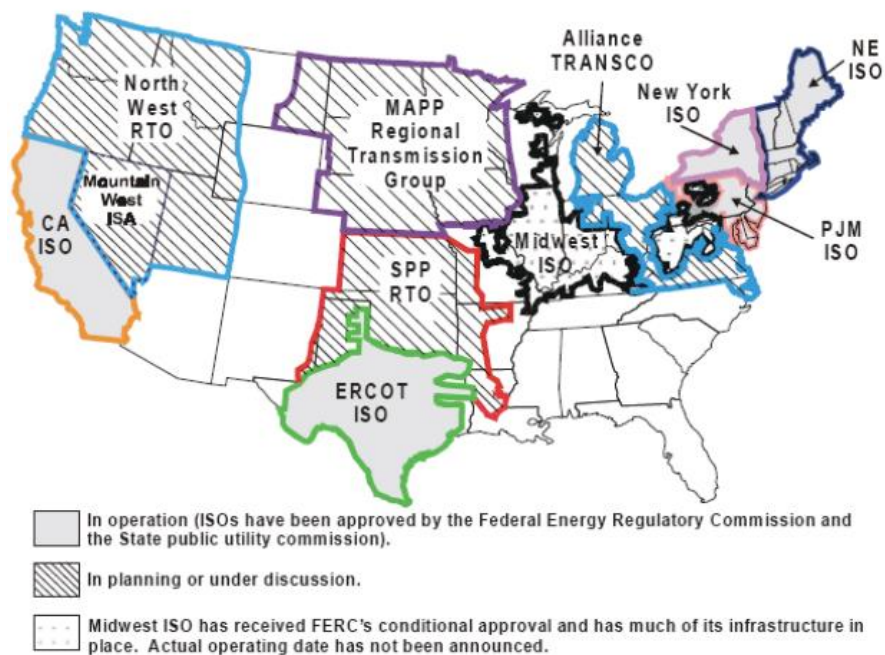 Alliance
TRANSCO
NE
ISO
New York
ISO
North
West
RTO
MAPP
Regional
Transmission
Group
Mountain
West
ISA
CA
ISO
Midwest
ISO
PJM
ISO
SPP
RTO
ERCOT
ISO
In operation (ISOs have been approved by the Federal Energy Regulatory Commission and
the State public utility commission).
In planning or under discussion.
Midwest ISO has received FERC's conditional approval and has much of its infrastructure in
place. Actual operating date has not been announced.